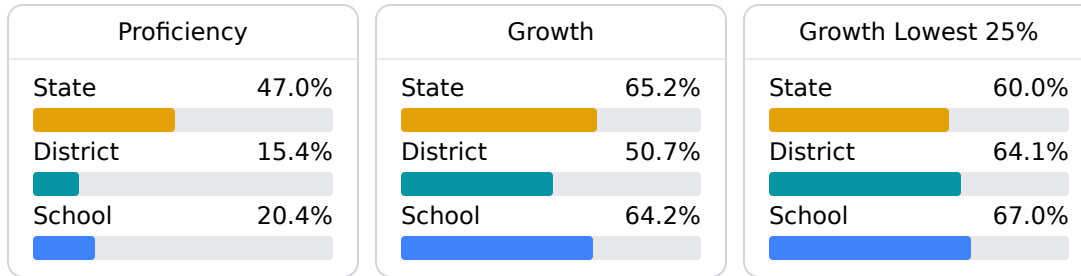 Proficiency
State 47.0%
District 15.4%
School 20.4%
Growth
State 65.2%
District 50.7%
School 64.2%
Growth Lowest 25%
State 60.0%
District 64.1%
School 67.0%